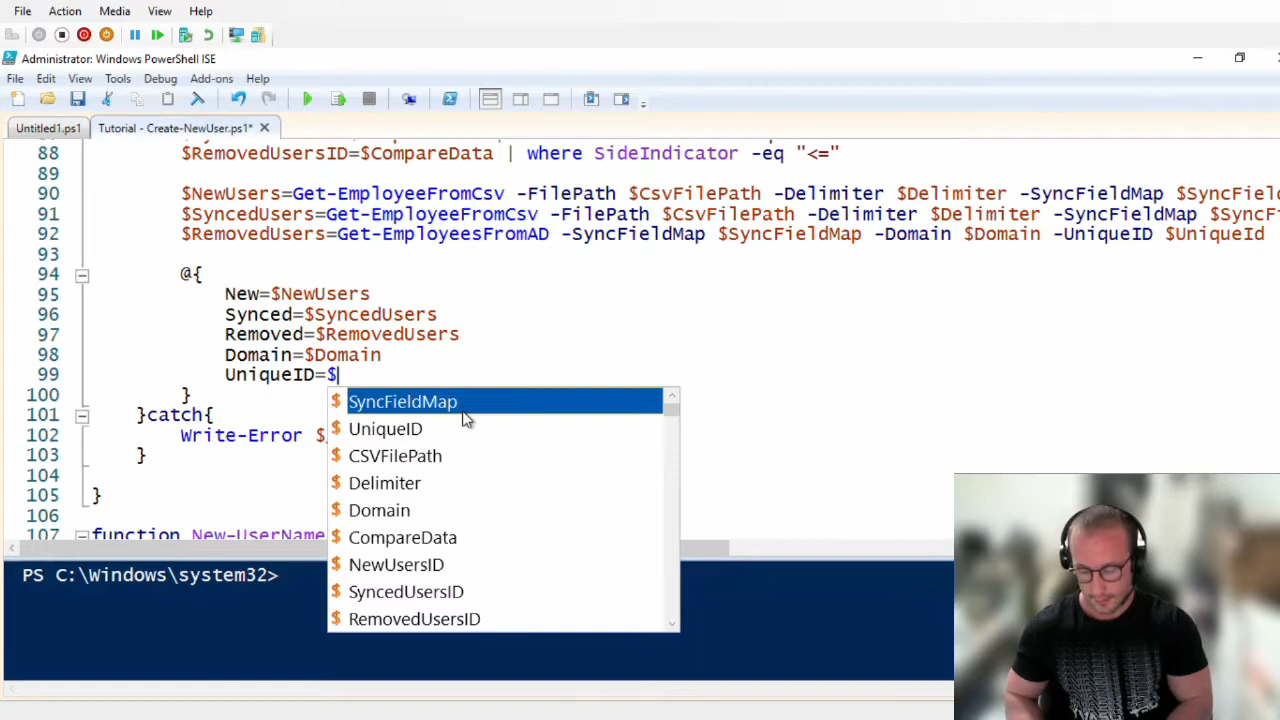 File Action Media View Help
Administrator: Windows PowerShell ISE
File Edit View Tools Debug Add-ons Help
Untitled1.ps1 Tutorial - Create-NewUser.ps1*
88 $RemovedUsersID=$CompareData | where SideIndicator -eq "<="
89
90 $NewUsers=Get-EmployeeFromCsv -FilePath $CsvFilePath -Delimiter $Delimiter -SyncFieldMap $SyncField
91 $SyncedUsers=Get-EmployeeFromCsv -FilePath $CsvFilePath -Delimiter $Delimiter -SyncFieldMap $SyncF
92 $RemovedUsers=Get-EmployeesFromAD -SyncFieldMap $SyncFieldMap -Domain $Domain -UniqueID $UniqueId
93
94 @{
95 New=$NewUsers
96 Synced=$SyncedUsers
97 Removed=$RemovedUsers
98 Domain=$Domain
99 UniqueID=$
100 }
$ SyncFieldMap
101 }catch{
$ UniqueID
102 Write-Error $
103 }
$ CSVFilePath
104
$ Delimiter
105 }
106
$ Domain
107 function New-UserName
$ CompareData
$ NewUsersID
PS C:\Windows\system32>
$ SyncedUsersID
$ RemovedUsersID